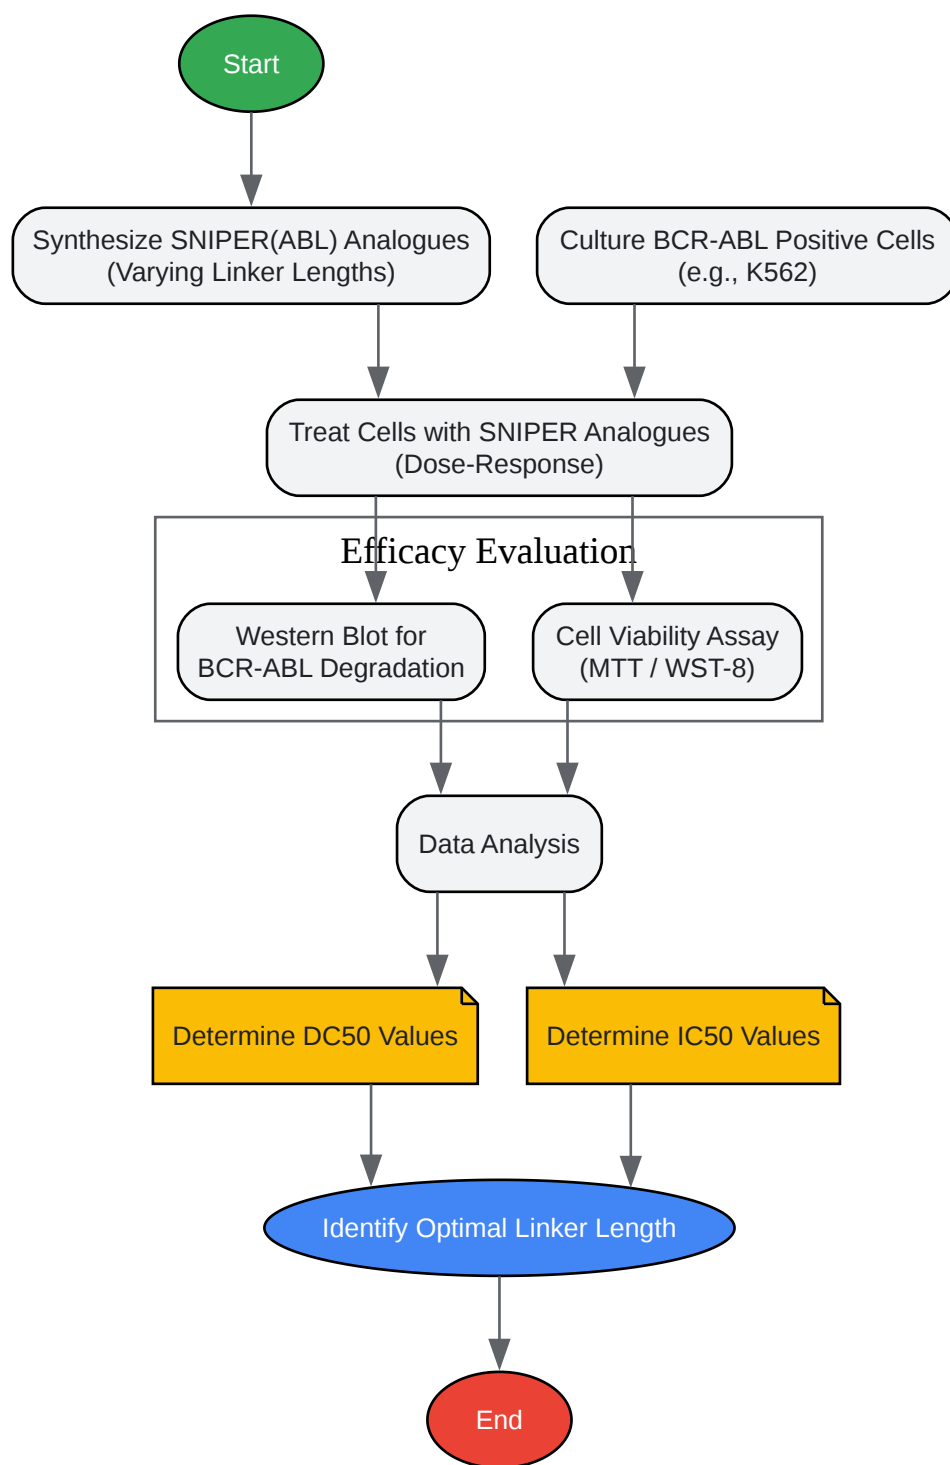 Start
Synthesize SNIPER(ABL) Analogues
(Varying Linker Lengths)
Culture BCR-ABL Positive Cells
(e.g., K562)
Treat Cells with SNIPER Analogues
(Dose-Response)
Efficacy Evaluation
Western Blot for
BCR-ABL Degradation
Cell Viability Assay
(MTT / WST-8)
Data Analysis
Determine DC50 Values
Determine IC50 Values
Identify Optimal Linker Length
End